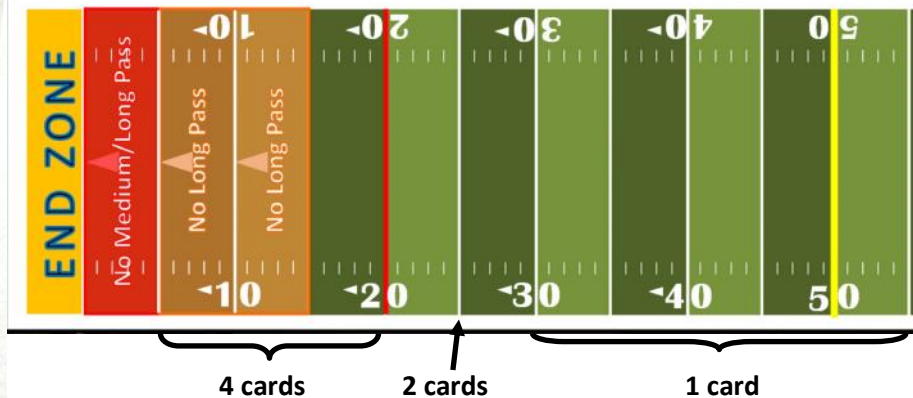 END ZONE
No Medium/Long Pass
No Long Pass
No Long Pass
◄10
◄20
◄30
◄40
50
◄10
◄20
◄30
◄40
50
4 cards
2 cards
1 card